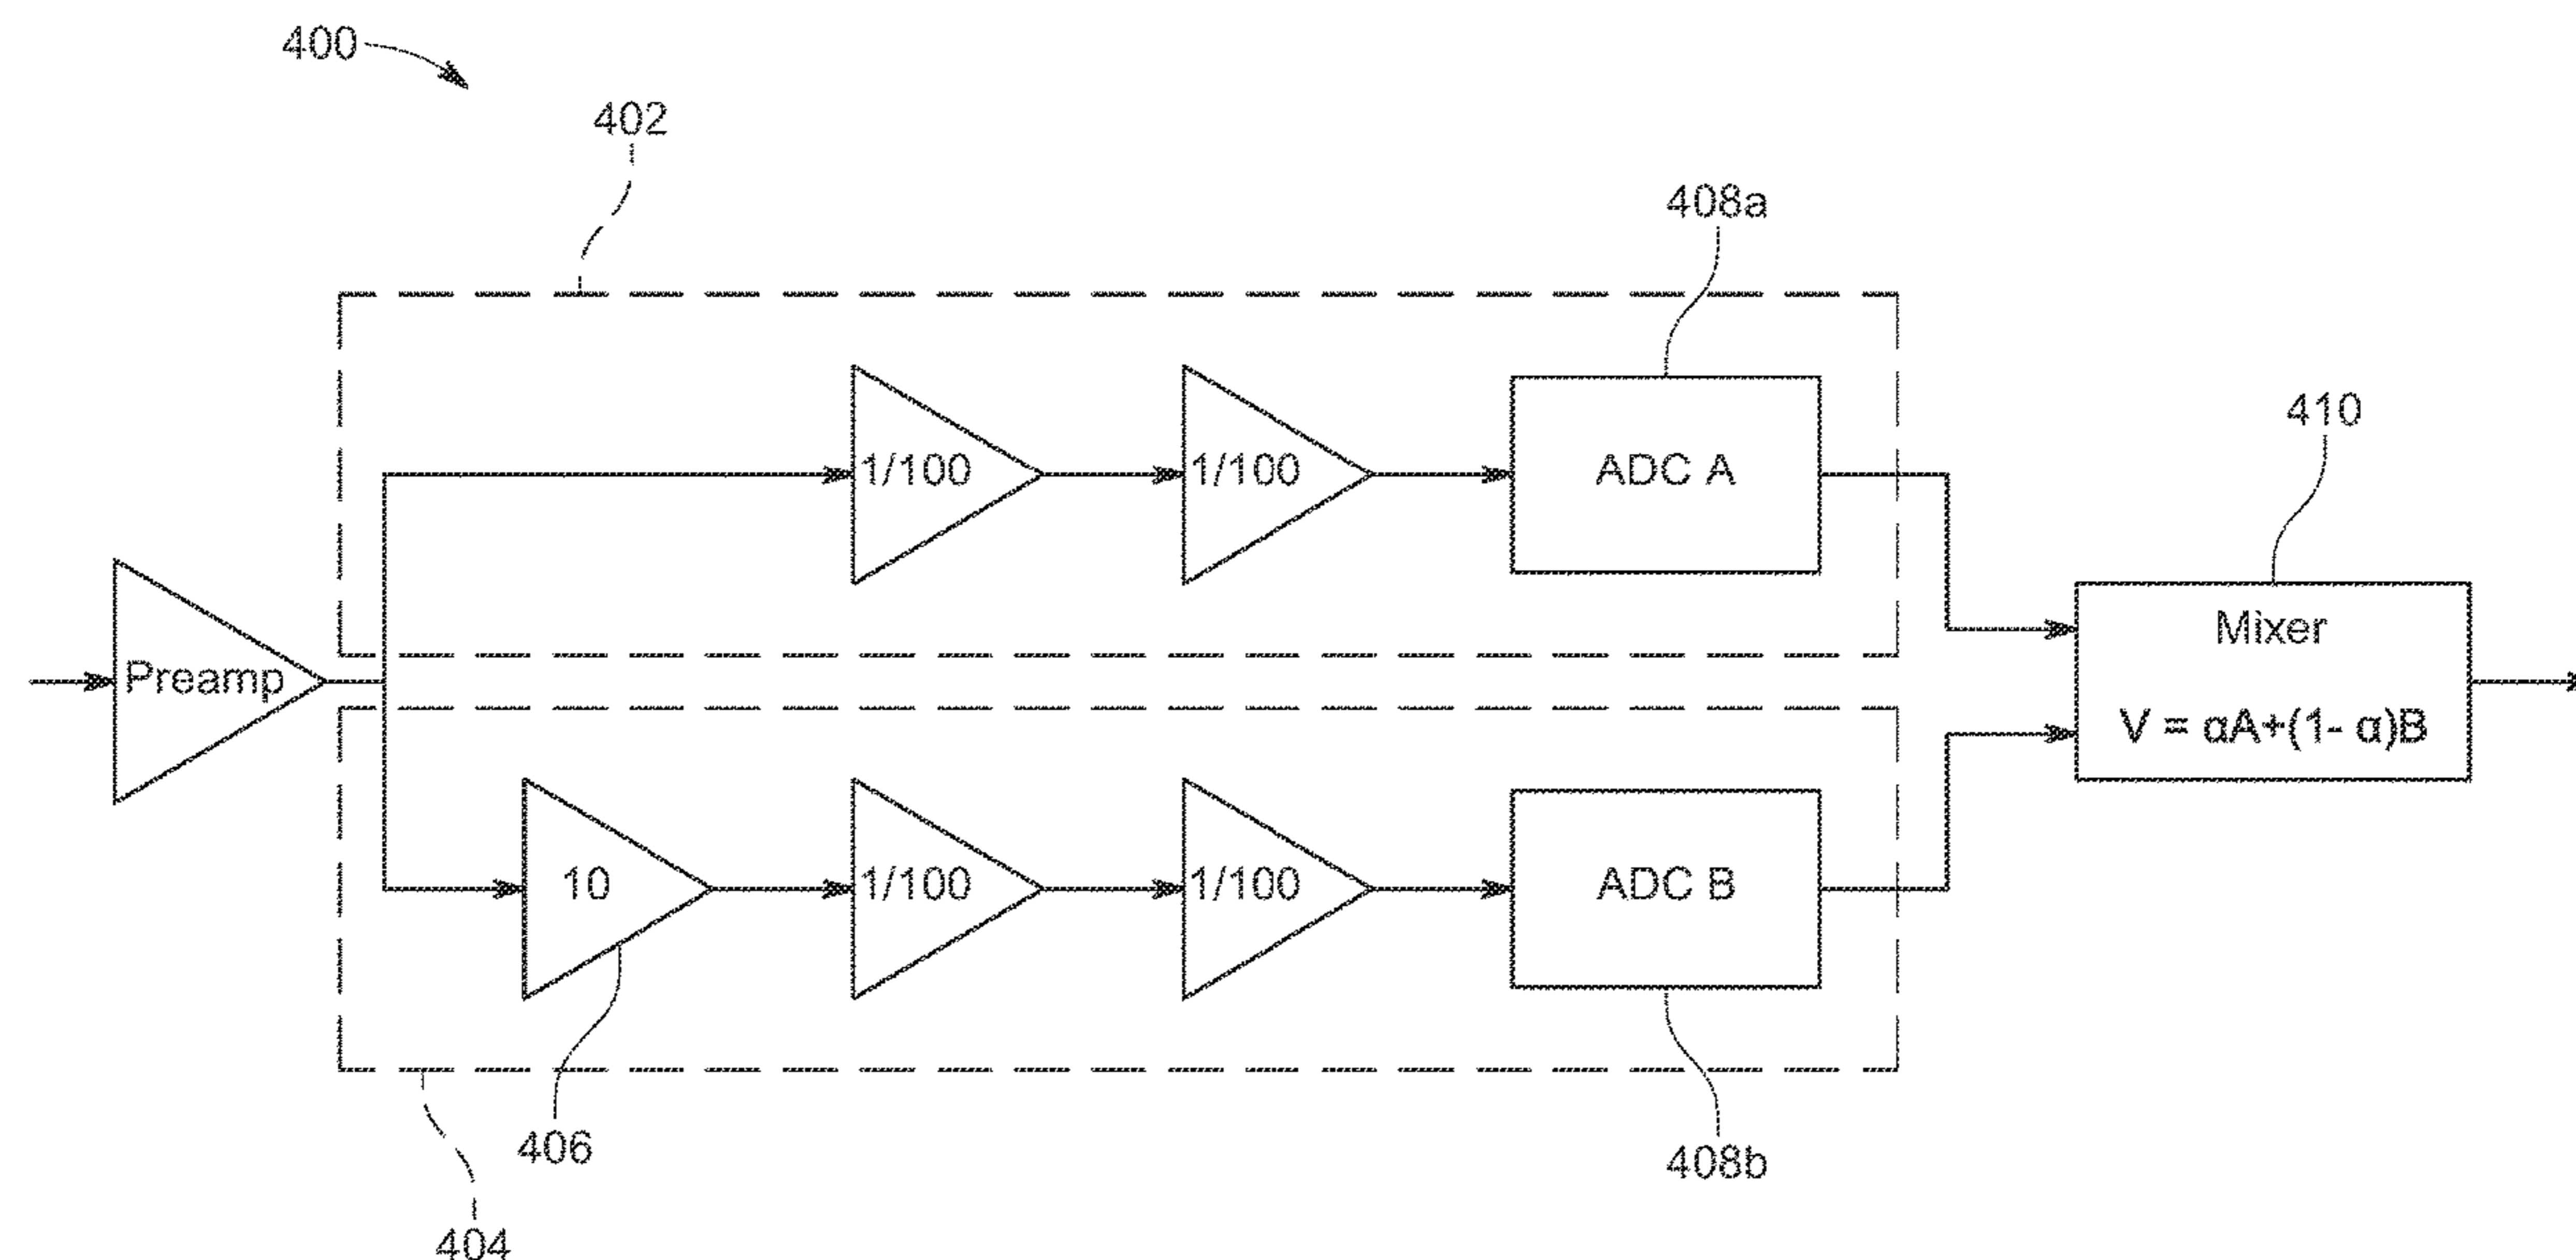 400
402
408a
1/100
1/100
ADC A
410
Mixer
V = αA+(1- α)B
Preamp
10
1/100
1/100
ADC B
406
408b
404